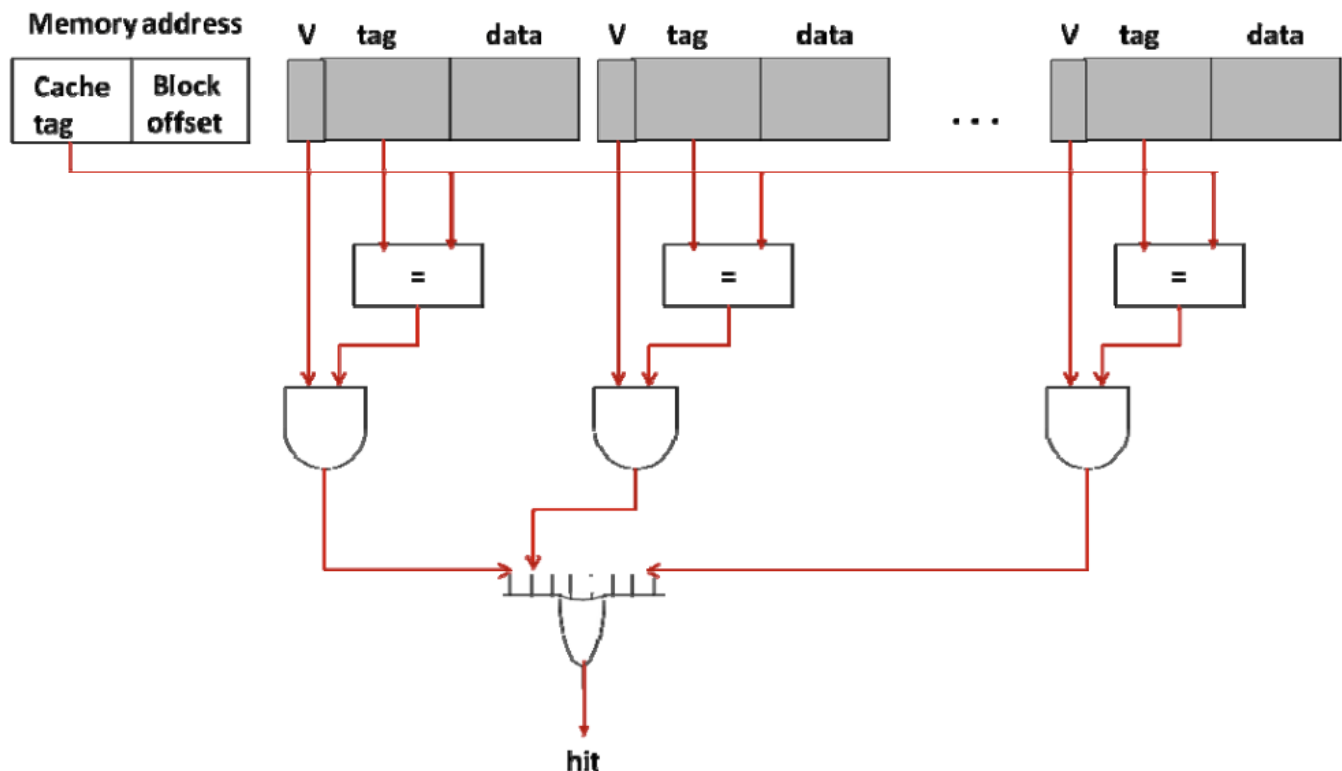 Memory address
V tag data
V tag data
V tag data
Cache tag
Block offset
. . .
=
=
=
hit